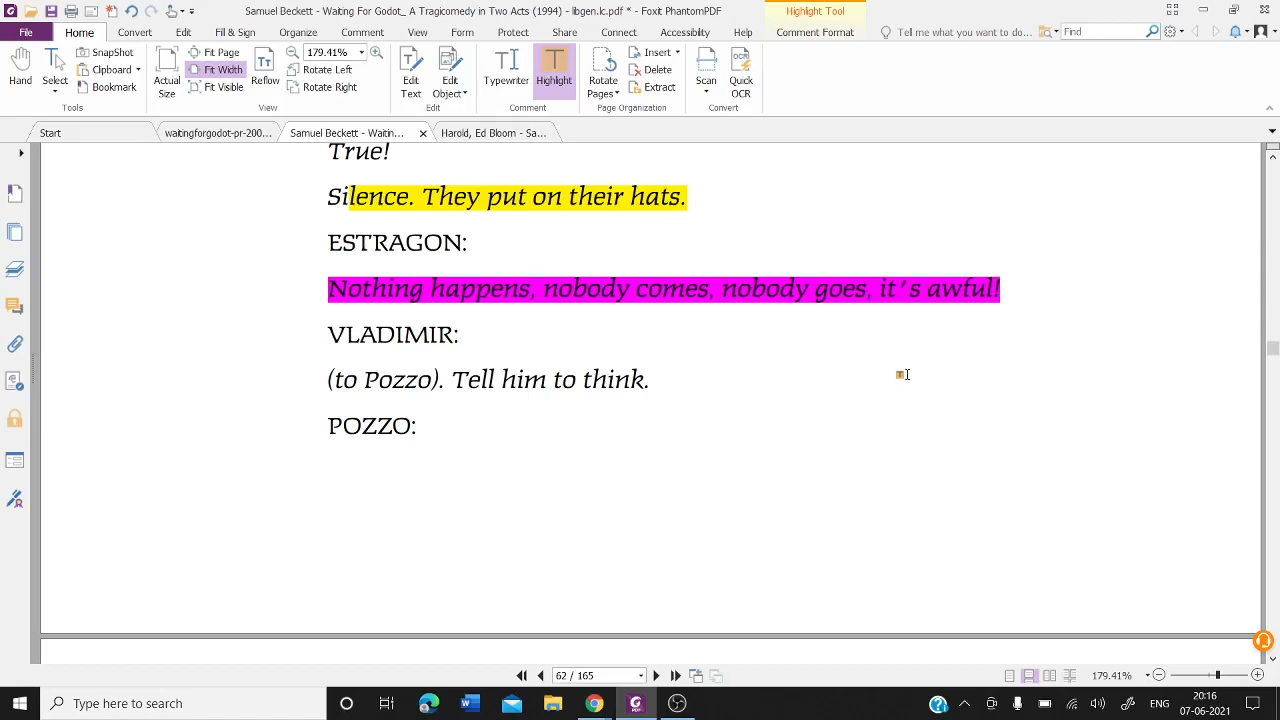 Samuel Beckett - Waiting For Godot_ A Tragicomedy in Two Acts (1994) - libgen.lc.pdf * - Foxit PhantomPDF
Highlight Tool
File Home Convert Edit Fill & Sign Organize Comment View Form Protect Share Connect Accessibility Help Comment Format Tell me what you want to do... Find
SnapShot Fit Page 179.41% Insert
Clipboard Fit Width Rotate Left Delete
Bookmark Fit Visible Rotate Right Extract
Hand Select Actual Size Reflow Edit Text Edit Object Typewriter Highlight Rotate Pages Scan Quick OCR
Tools View Edit Comment Page Organization Convert
Start waitingforgodot-pr-200... Samuel Beckett - Waitin... Harold, Ed Bloom - Sa...
True!
Silence. They put on their hats.
ESTRAGON:
Nothing happens, nobody comes, nobody goes, it’s awful!
VLADIMIR:
(to Pozzo). Tell him to think.
POZZO:
62 / 165 179.41%
Type here to search ENG 20:16
07-06-2021